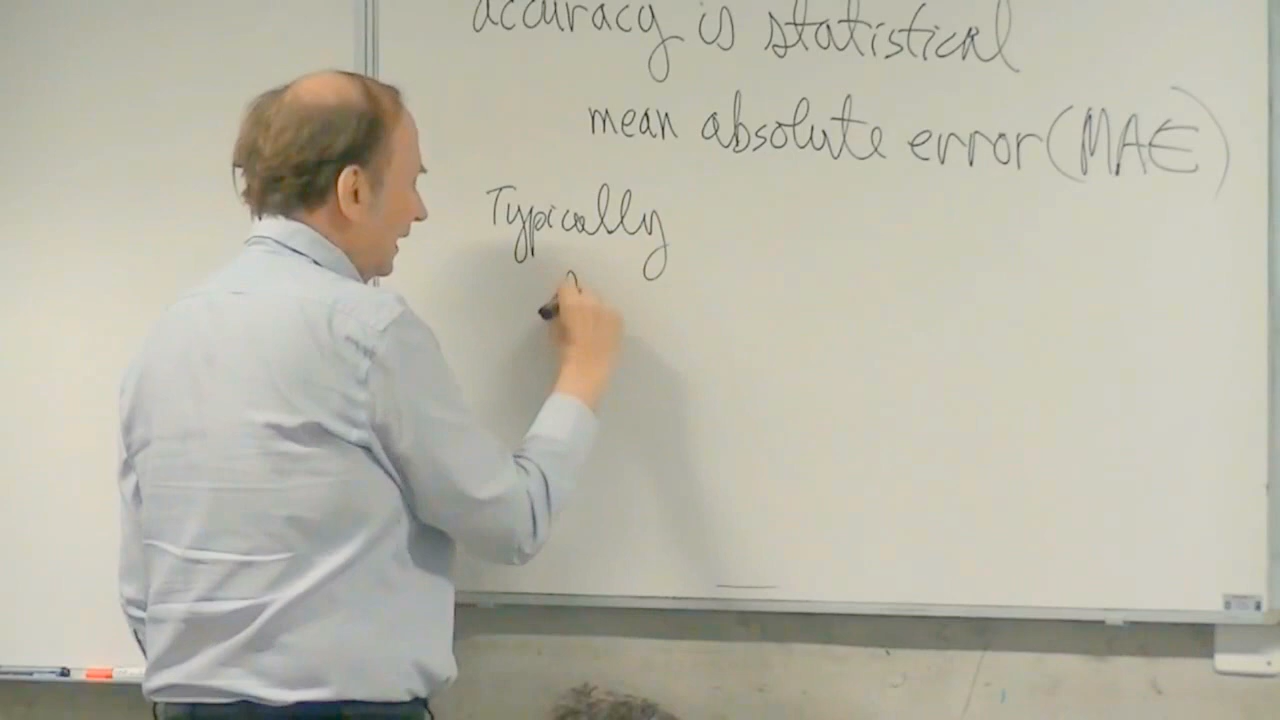 accuracy is statistical
mean absolute error (MAE)
Typically